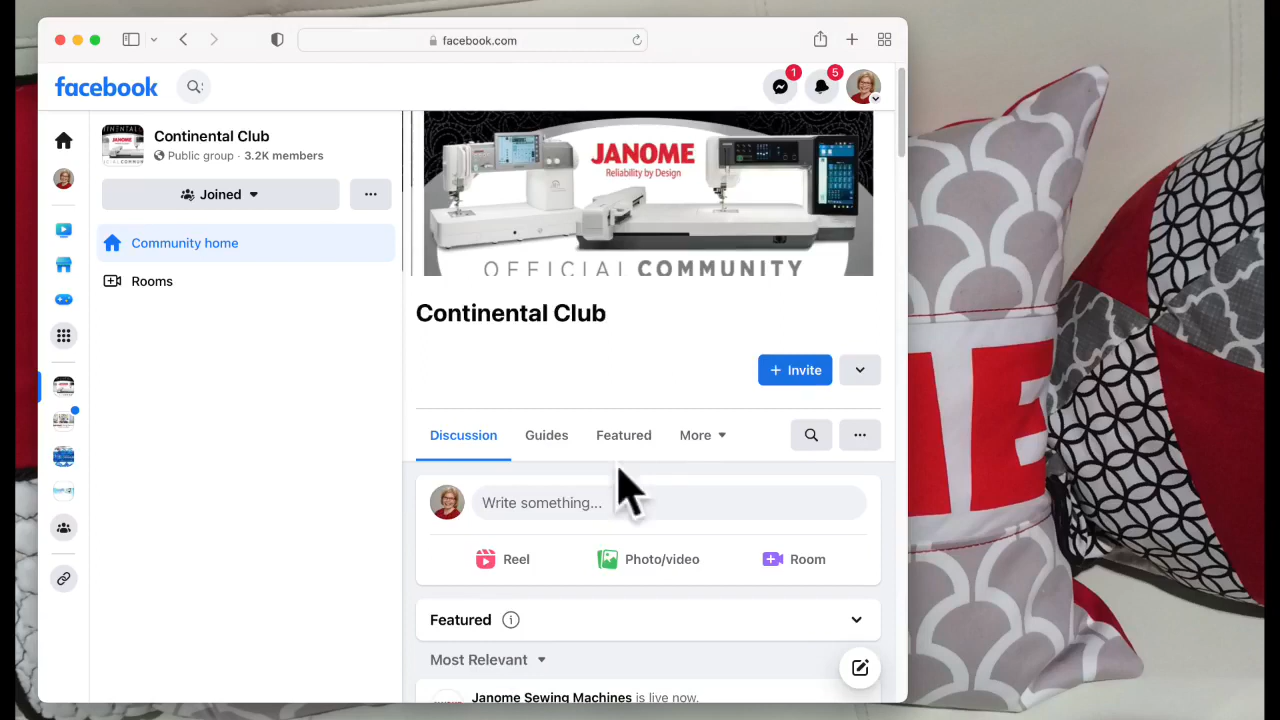 facebook.com
facebook
1
5
Continental Club
Public group · 3.2K members
Joined
Community home
Rooms
JANOME
Reliability by Design
OFFICIAL COMMUNITY
Continental Club
+ Invite
Discussion
Guides
Featured
More
Write something...
Reel
Photo/video
Room
Featured
Most Relevant
Janome Sewing Machines is live now.
ME